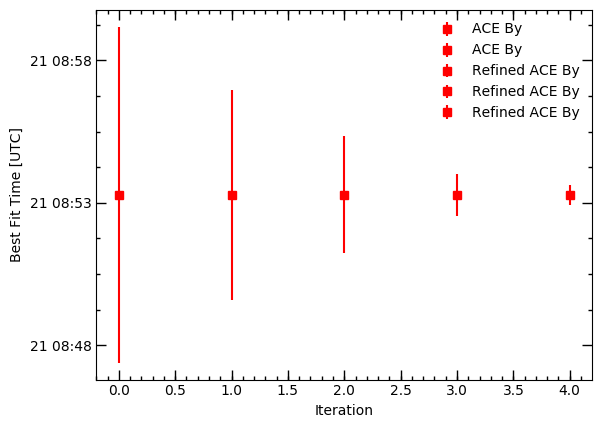 ACE By
ACE By
Refined ACE By
Refined ACE By
Refined ACE By
21 08:58
21 08:53
21 08:48
Best Fit Time [UTC]
0.0 0.5 1.0 1.5 2.0 2.5 3.0 3.5 4.0
Iteration